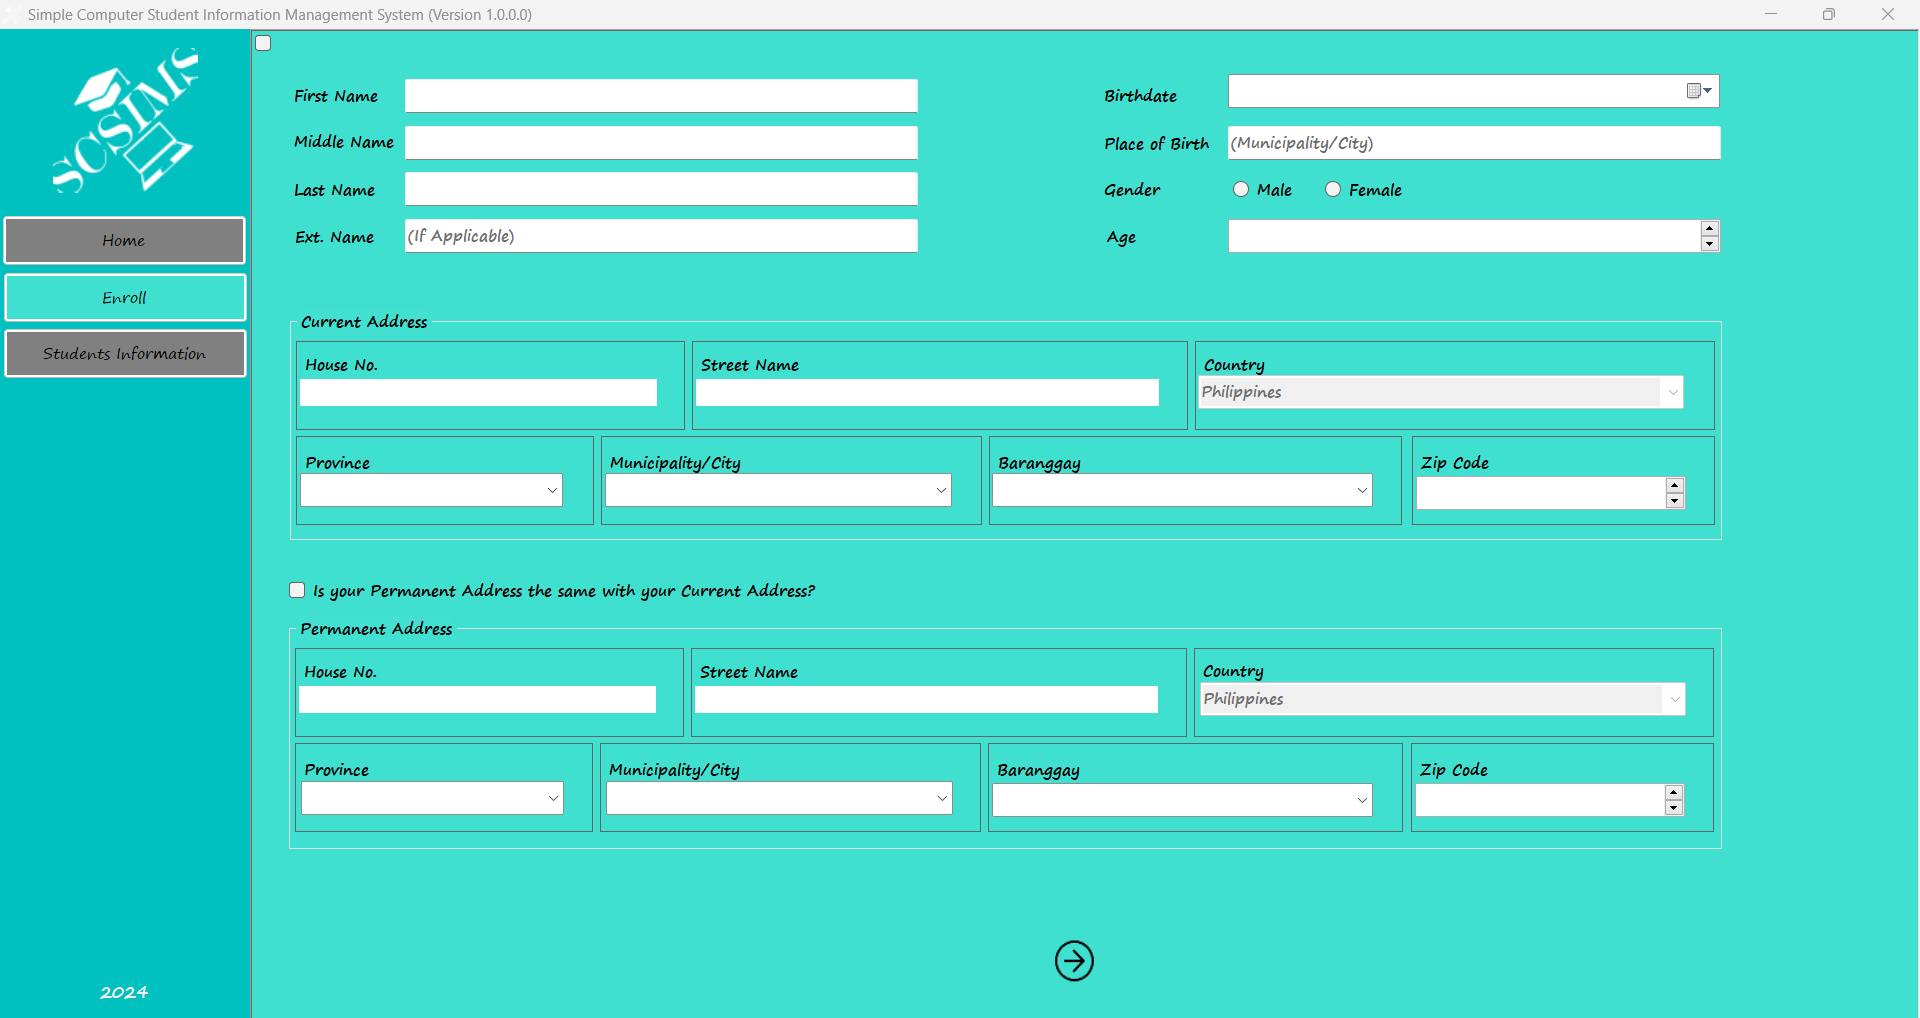 Simple Computer Student Information Management System (Version 1.0.0.0)
SCSIMS
Home
Enroll
Students Information
2024
First Name
Middle Name
Last Name
Ext. Name (If Applicable)
Birthdate
Place of Birth (Municipality/City)
Gender Male Female
Age
Current Address
House No. Street Name Country
Philippines
Province Municipality/City Baranggay Zip Code
Is your Permanent Address the same with your Current Address?
Permanent Address
House No. Street Name Country
Philippines
Province Municipality/City Baranggay Zip Code